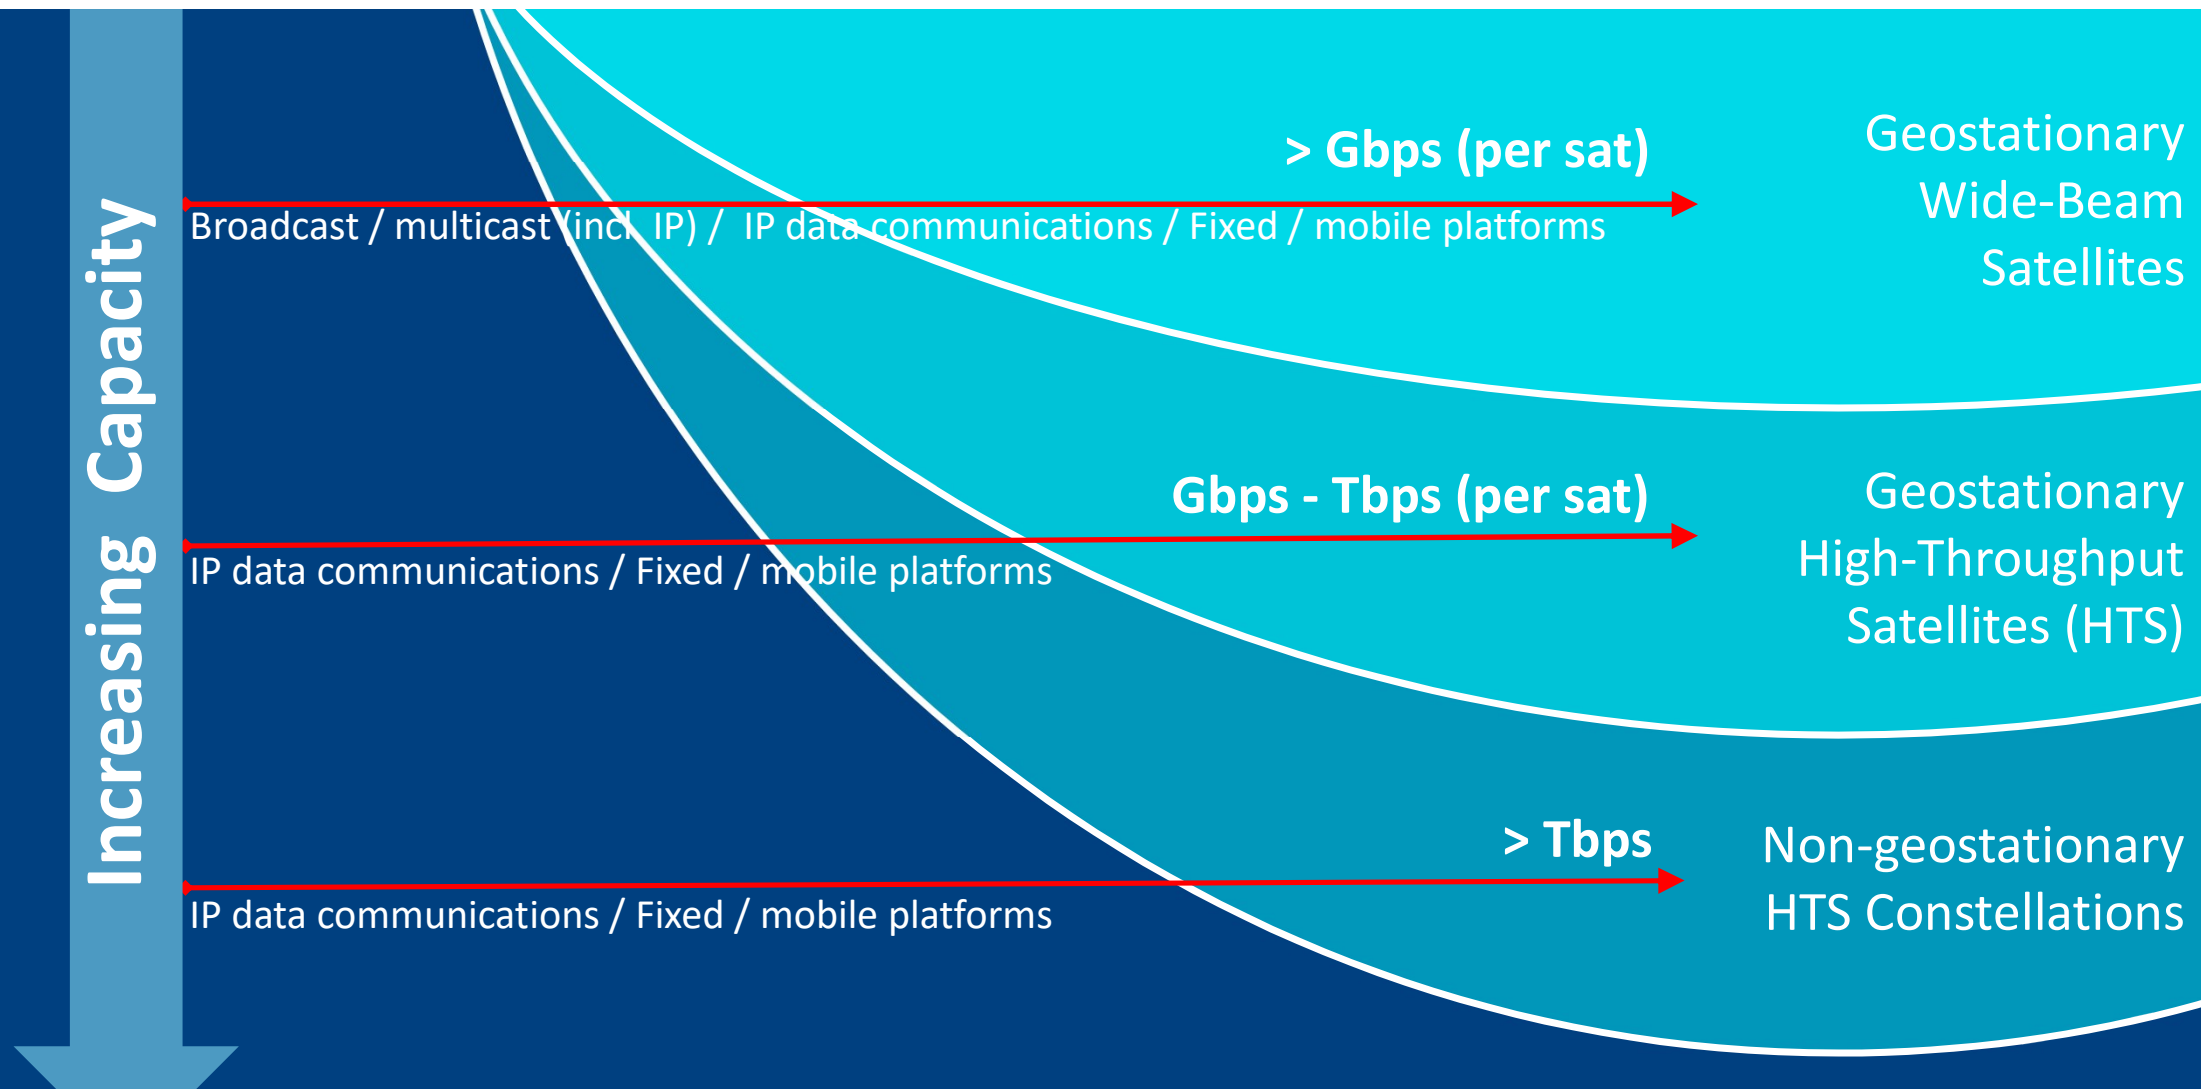 Increasing Capacity
> Gbps (per sat)
Broadcast / multicast (incl. IP) / IP data communications / Fixed / mobile platforms
Geostationary
Wide-Beam
Satellites
Gbps - Tbps (per sat)
IP data communications / Fixed / mobile platforms
Geostationary
High-Throughput
Satellites (HTS)
> Tbps
IP data communications / Fixed / mobile platforms
Non-geostationary
HTS Constellations